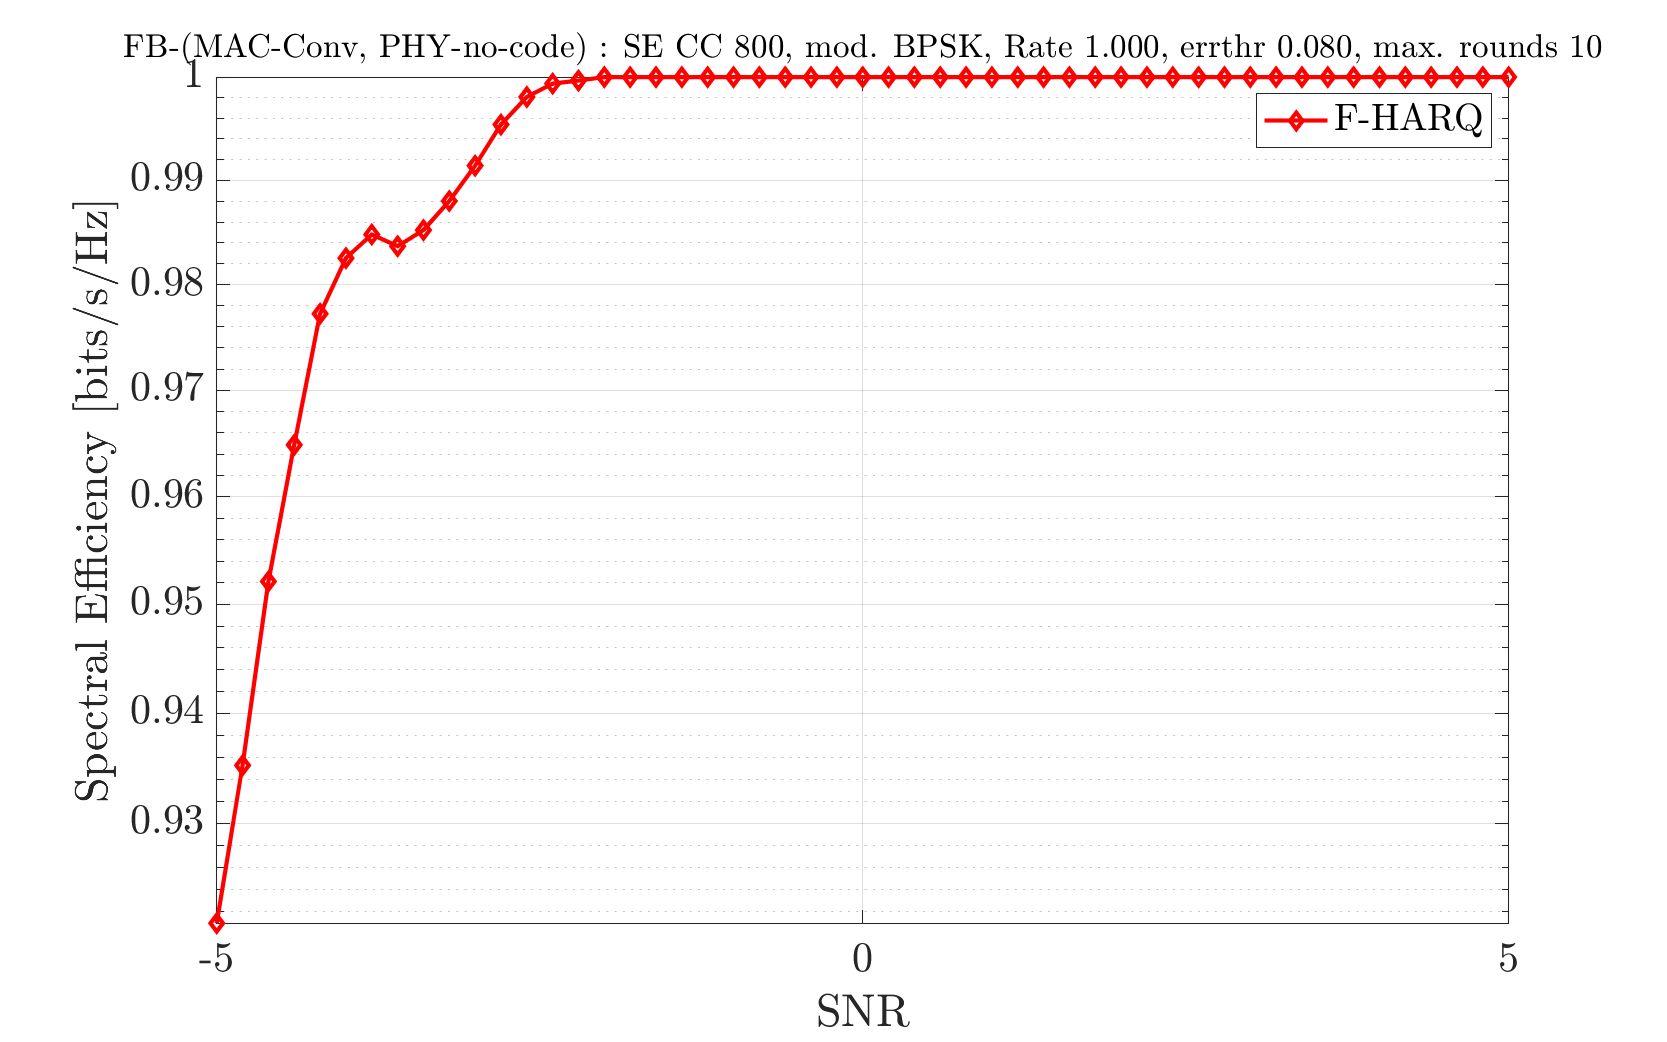 FB-(MAC-Conv, PHY-no-code) : SE CC 800, mod. BPSK, Rate 1.000, errthr 0.080, max. rounds 10
1
0.99
0.98
0.97
0.96
0.95
0.94
0.93
Spectral Efficiency [bits/s/Hz]
F-HARQ
-5
0
5
SNR